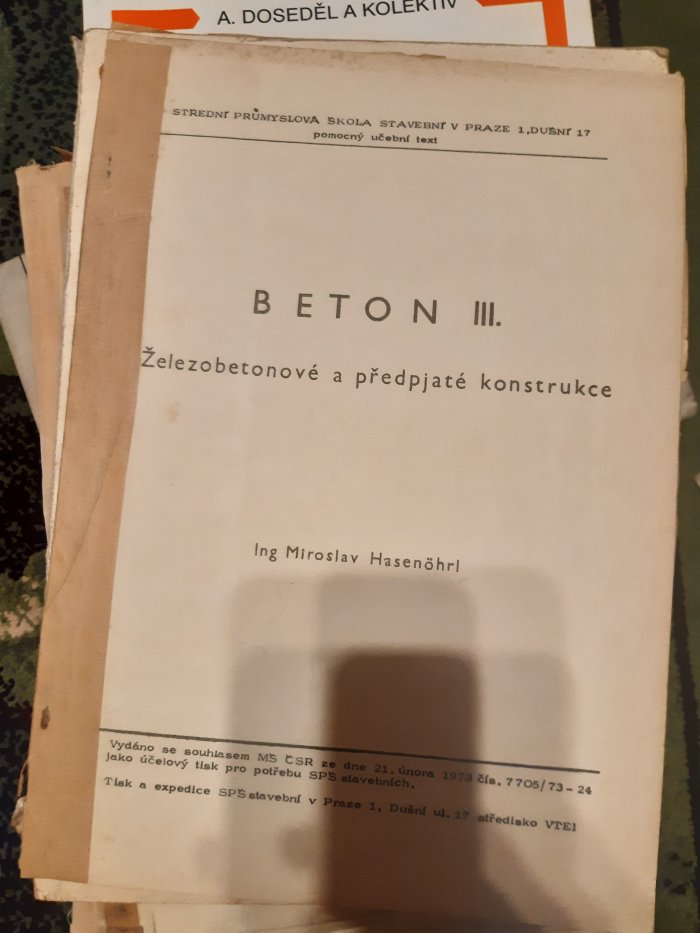 A. DOSEDĚL A KOLEKTIV
STŘEDNÍ PRŮMYSLOVÁ ŠKOLA STAVEBNÍ V PRAZE 1,DUŠNÍ 17
pomocný učební text
BETON III.
Železobetonové a předpjaté konstrukce
Ing Miroslav Hasenöhrl
Vydáno se souhlasem MŠ ČSR ze dne 21. února 1973 čís. 7705/73-24
jako účelový tisk pro potřebu SPŠ stavebních.
Tisk a expedice SPŠ stavební v Praze 1, Dušní ul. 17 středisko VTEI